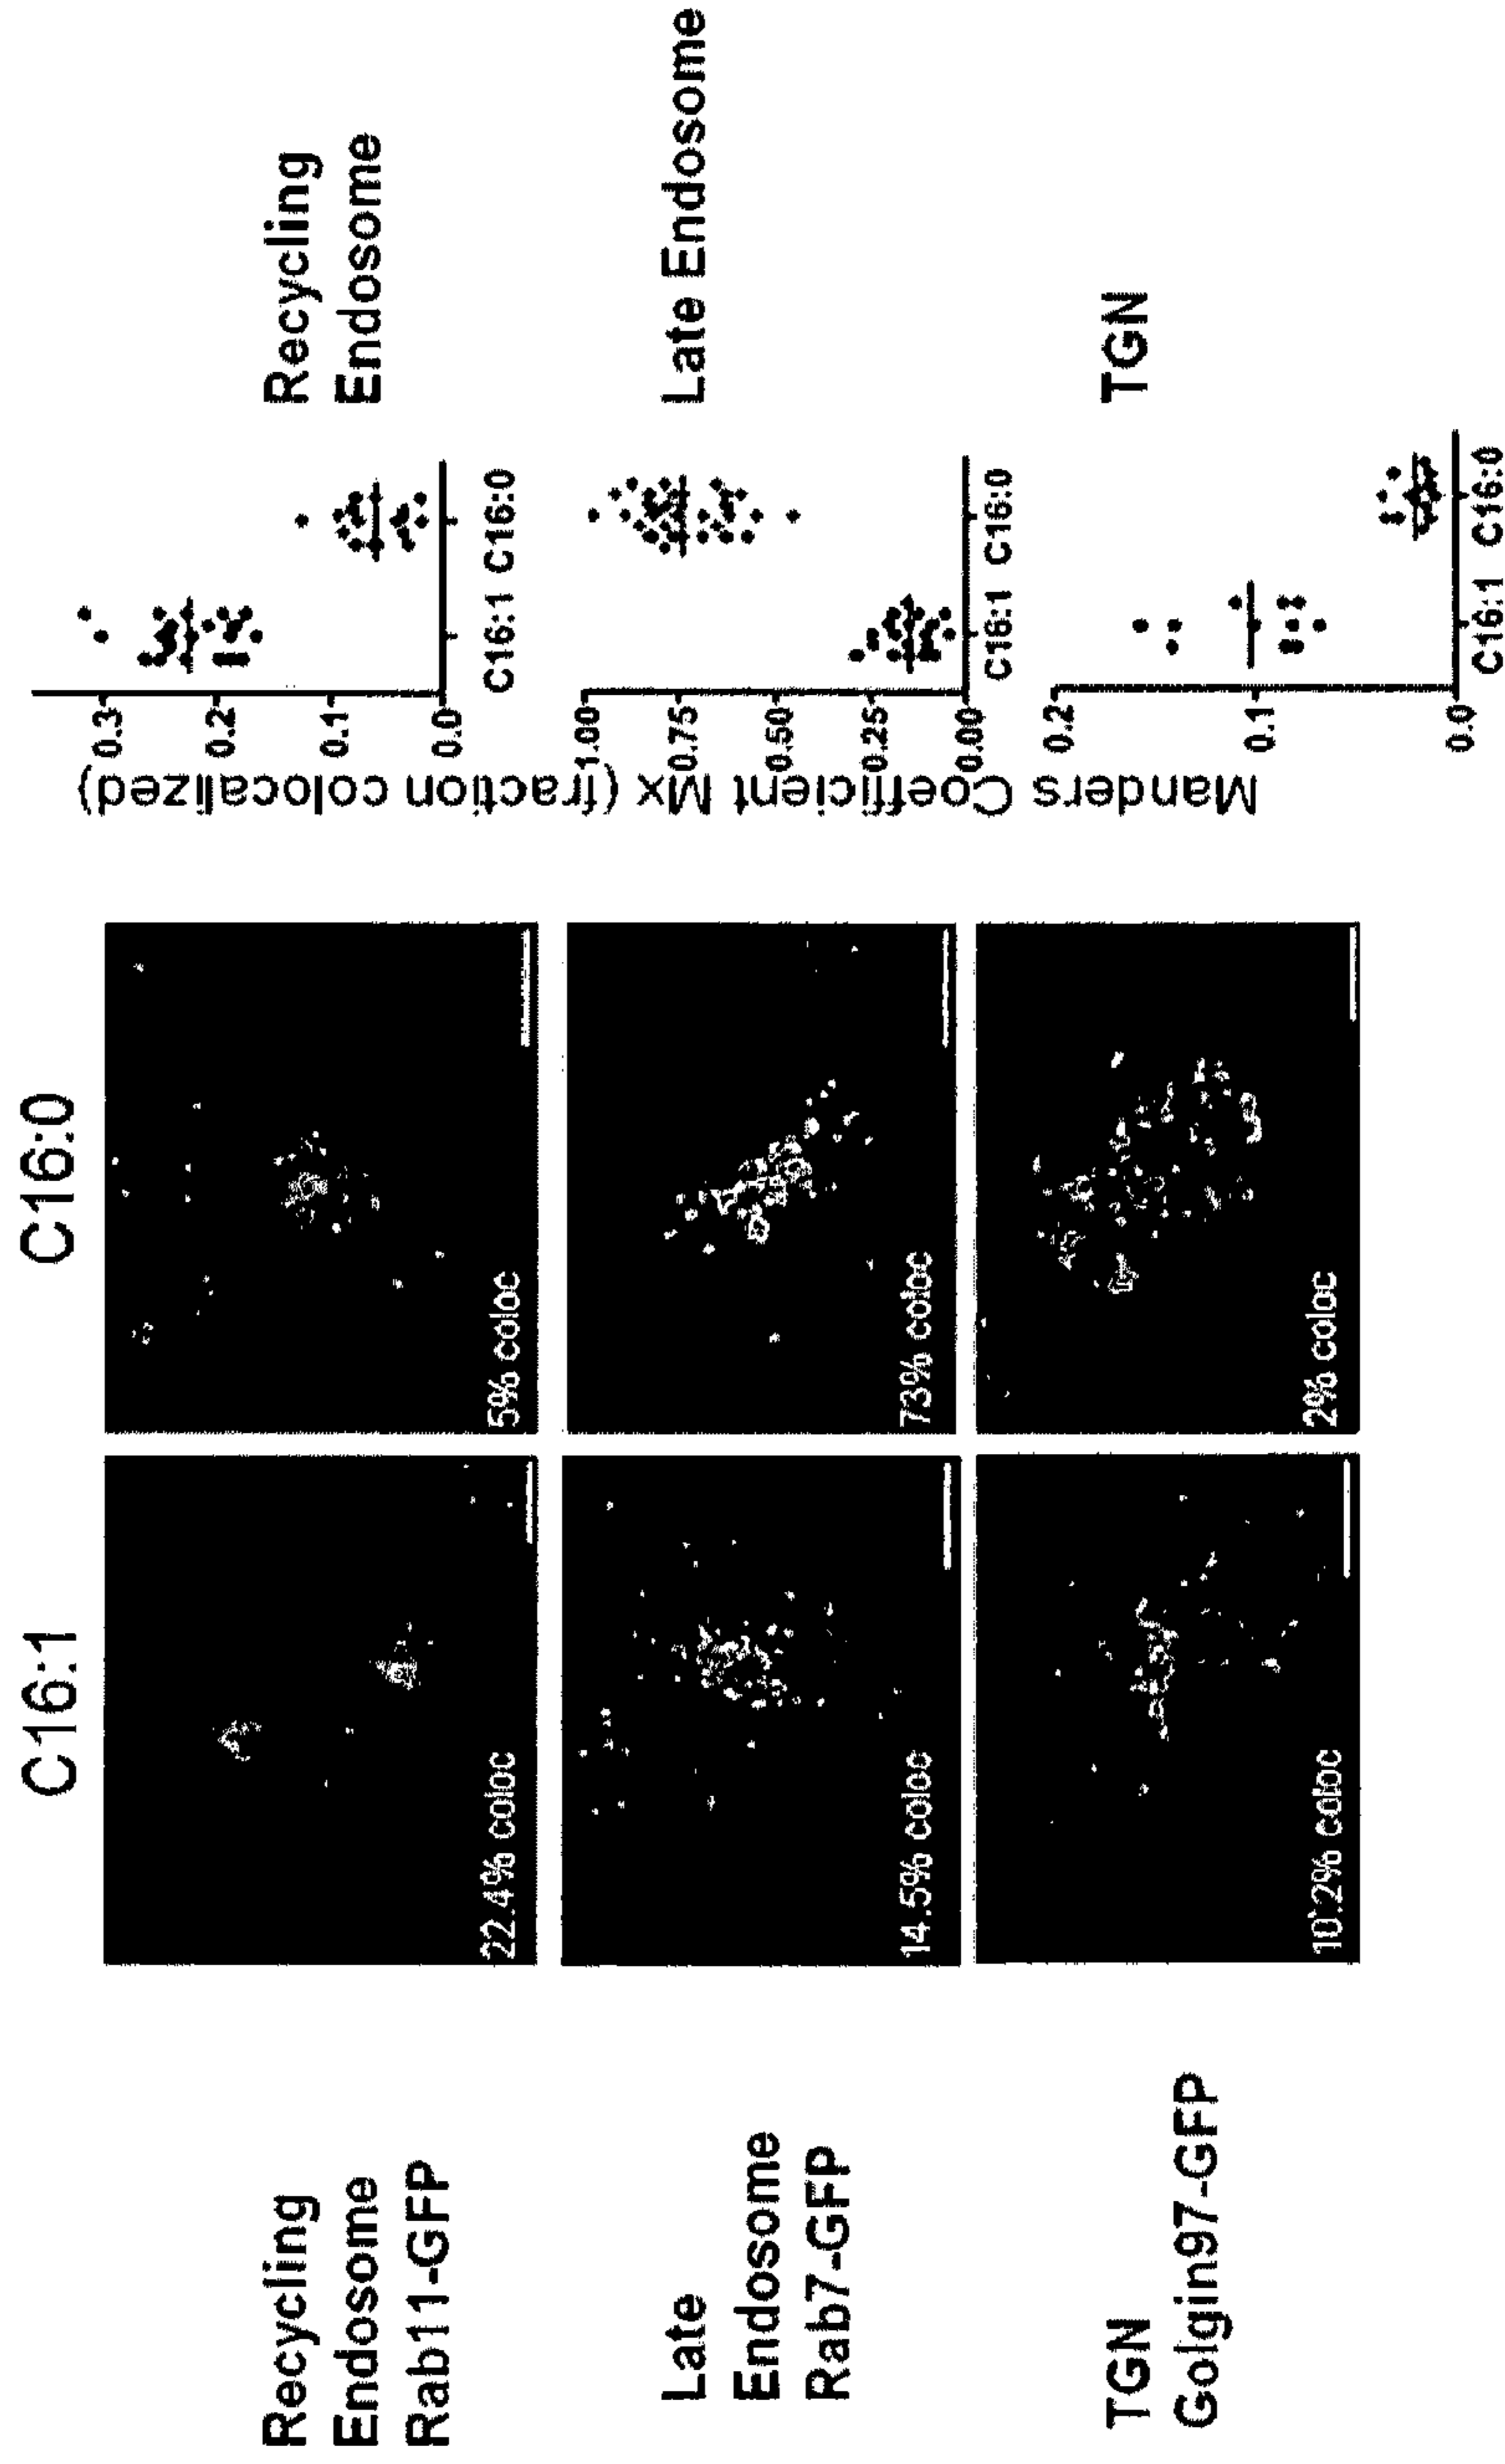 C16:1
C16:0
Recycling
Endosome
Rab11-GFP
22.4% coloc
5% coloc
Late
Endosome
Rab7-GFP
14.5% coloc
73% coloc
TGN
Golgin97-GFP
10.2% coloc
2% coloc
Manders Coefficient Mx (fraction colocalized)
0.3
0.2
0.1
0.0
C16:1 C16:0
Recycling
Endosome
1.00
0.75
0.50
0.25
0.00
C16:1 C16:0
Late Endosome
0.2
0.1
0.0
C16:1 C16:0
TGN